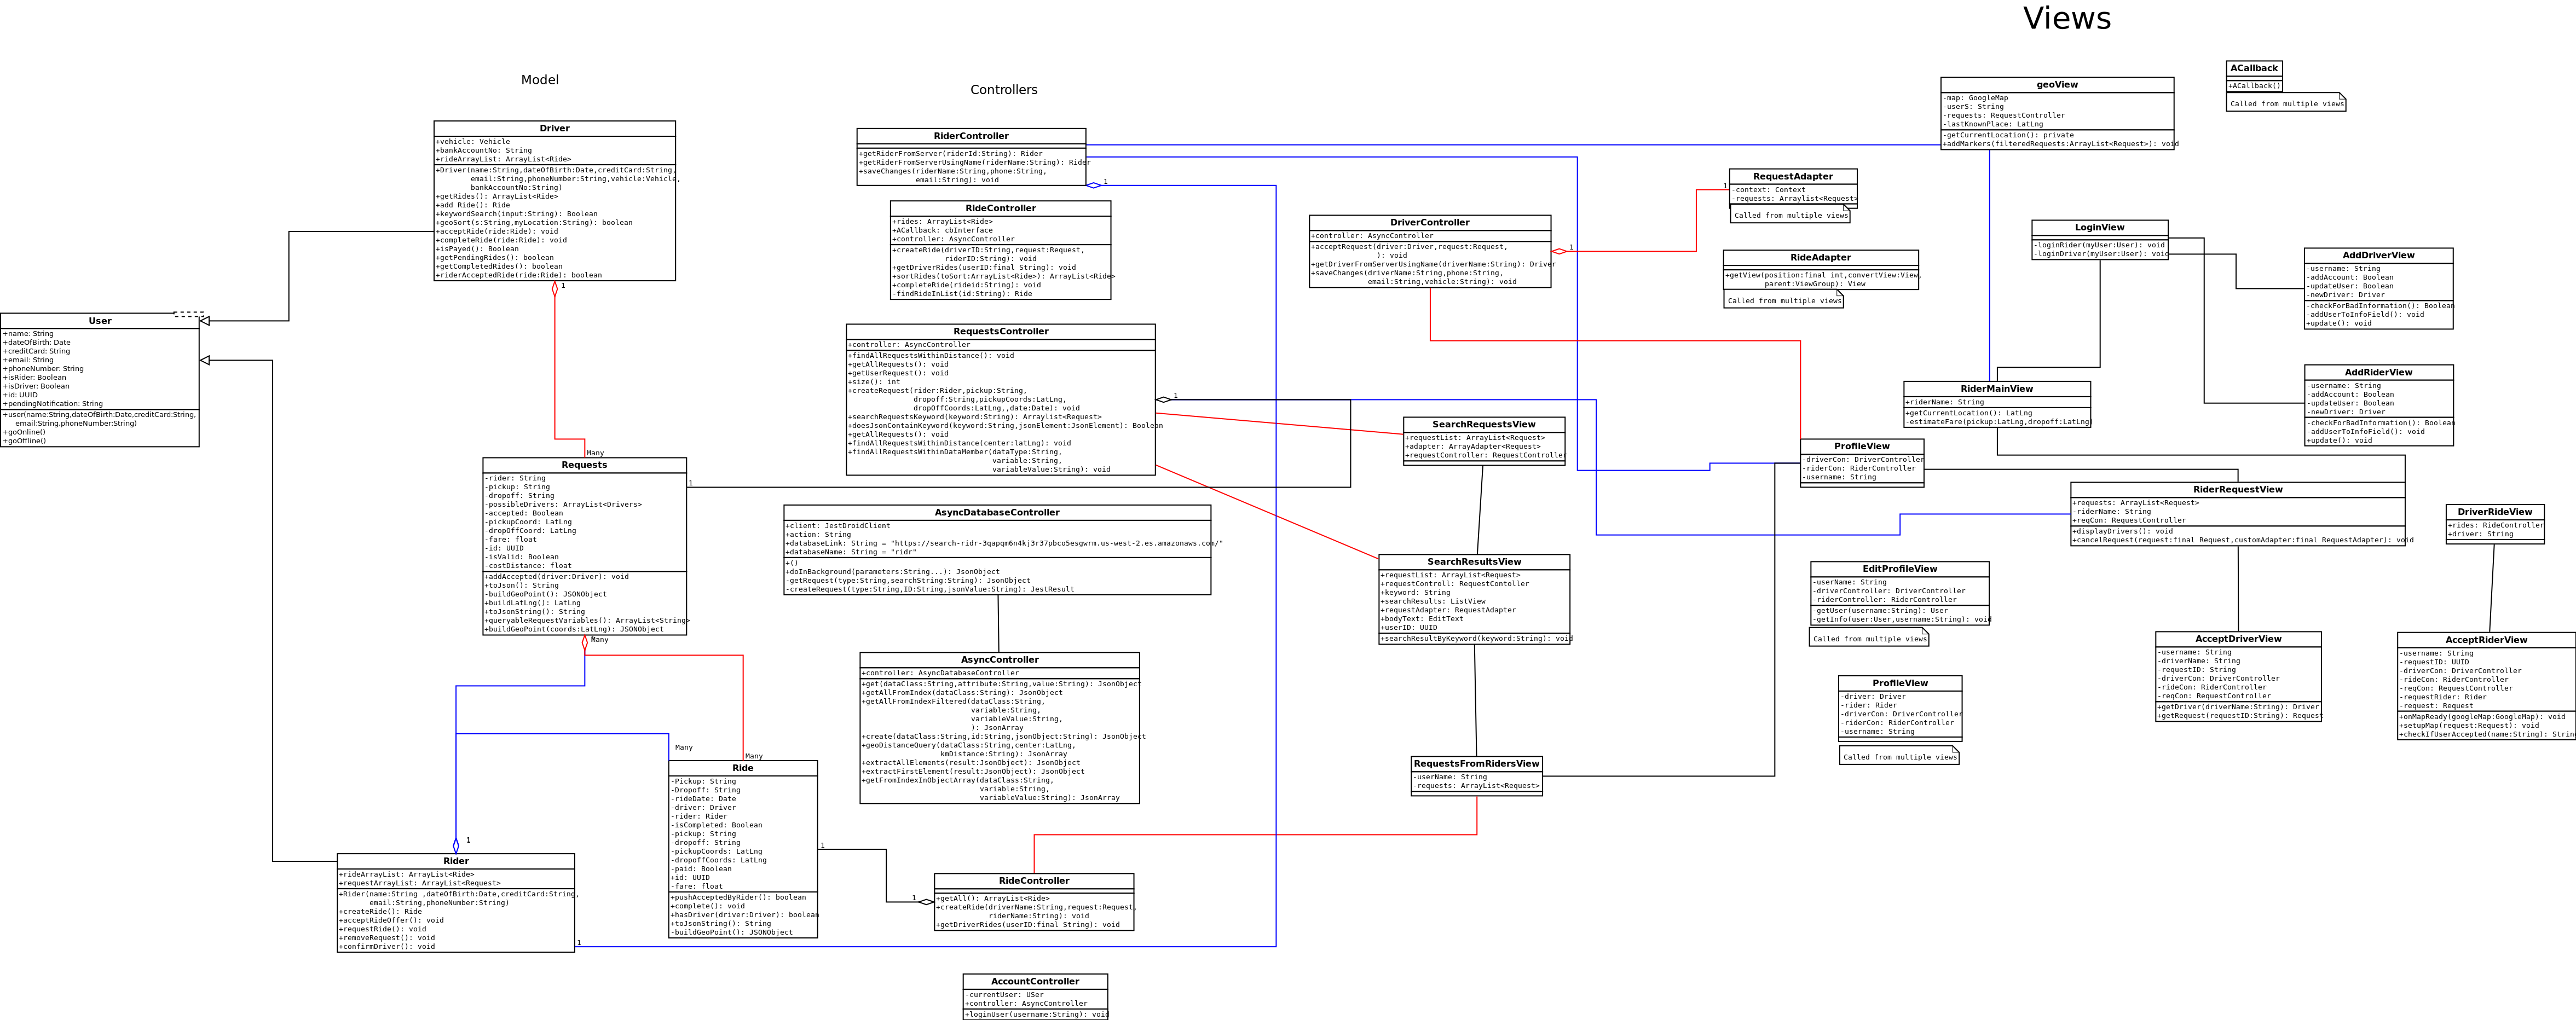 Views
Model
Controllers
User
+name: String
+dateOfBirth: Date
+creditCard: String
+email: String
+phoneNumber: String
+isRider: Boolean
+isDriver: Boolean
+id: UUID
+pendingNotification: String
+user(name:String,dateOfBirth:Date,creditCard:String,
email:String,phoneNumber:String)
+goOnline()
+goOffline()
Driver
+vehicle: Vehicle
+bankAccountNo: String
+rideArrayList: ArrayList<Ride>
+Driver(name:String,dateOfBirth:Date,creditCard:String,
email:String,phoneNumber:String,vehicle:Vehicle,
bankAccountNo:String)
+getRides(): ArrayList<Ride>
+add Ride(): Ride
+keywordSearch(input:String): Boolean
+geoSort(s:String,myLocation:String): boolean
+acceptRide(ride:Ride): void
+completeRide(ride:Ride): void
+isPayed(): Boolean
+getPendingRides(): boolean
+getCompletedRides(): boolean
+riderAcceptedRide(ride:Ride): boolean
1
Many
Requests
-rider: String
-pickup: String
-dropoff: String
-possibleDrivers: ArrayList<Drivers>
-accepted: Boolean
-pickupCoord: LatLng
-dropOffCoord: LatLng
-fare: float
-id: UUID
-isValid: Boolean
-costDistance: float
+addAccepted(driver:Driver): void
+toJson(): String
-buildGeoPoint(): JSONObject
+buildLatLng(): LatLng
+toJsonString(): String
+queryableRequestVariables(): ArrayList<String>
+buildGeoPoint(coords:LatLng): JSONObject
1
Many
Many
Many
Ride
-Pickup: String
-Dropoff: String
-rideDate: Date
-driver: Driver
-rider: Rider
-isCompleted: Boolean
-pickup: String
-dropoff: String
-pickupCoords: LatLng
-dropoffCoords: LatLng
-paid: Boolean
+id: UUID
-fare: float
+pushAcceptedByRider(): boolean
+complete(): void
+hasDriver(driver:Driver): boolean
+toJsonString(): String
-buildGeoPoint(): JSONObject
1
1
Rider
+rideArrayList: ArrayList<Ride>
+requestArrayList: ArrayList<Request>
+Rider(name:String ,dateOfBirth:Date,creditCard:String,
email:String,phoneNumber:String)
+createRide(): Ride
+acceptRideOffer(): void
+requestRide(): void
+removeRequest(): void
+confirmDriver(): void
1
RiderController
+getRiderFromServer(riderId:String): Rider
+getRiderFromServerUsingName(riderName:String): Rider
+saveChanges(riderName:String,phone:String,
email:String): void
1
RideController
+rides: ArrayList<Ride>
+ACallback: cbInterface
+controller: AsyncController
+createRide(driverID:String,request:Request,
riderID:String): void
+getDriverRides(userID:final String): void
+sortRides(toSort:ArrayList<Ride>): ArrayList<Ride>
+completeRide(rideid:String): void
-findRideInList(id:String): Ride
RequestsController
+controller: AsyncController
+findAllRequestsWithinDistance(): void
+getAllRequests(): void
+getUserRequest(): void
+size(): int
+createRequest(rider:Rider,pickup:String,
dropoff:String,pickupCoords:LatLng,
dropOffCoords:LatLng,,date:Date): void
+searchRequestsKeyword(keyword:String): Arraylist<Request>
+doesJsonContainKeyword(keyword:String,jsonElement:JsonElement): Boolean
+getAllRequests(): void
+findAllRequestsWithinDistance(center:latLng): void
+findAllRequestsWithinDataMember(dataType:String,
variable:String,
variableValue:String): void
1
AsyncDatabaseController
+client: JestDroidClient
+action: String
+databaseLink: String = "https://search-ridr-3qapqm6n4kj3r37pbco5esgwrm.us-west-2.es.amazonaws.com/"
+databaseName: String = "ridr"
+()
+doInBackground(parameters:String...): JsonObject
-getRequest(type:String,searchString:String): JsonObject
-createRequest(type:String,ID:String,jsonValue:String): JestResult
AsyncController
+controller: AsyncDatabaseController
+get(dataClass:String,attribute:String,value:String): JsonObject
+getAllFromIndex(dataClass:String): JsonObject
+getAllFromIndexFiltered(dataClass:String,
variable:String,
variableValue:String,
): JsonArray
+create(dataClass:String,id:String,jsonObject:String): JsonObject
+geoDistanceQuery(dataClass:String,center:LatLng,
kmDistance:String): JsonArray
+extractAllElements(result:JsonObject): JsonObject
+extractFirstElement(result:JsonObject): JsonObject
+getFromIndexInObjectArray(dataClass:String,
variable:String,
variableValue:String): JsonArray
1
RideController
+getAll(): ArrayList<Ride>
+createRide(driverName:String,request:Request,
riderName:String): void
+getDriverRides(userID:final String): void
AccountController
-currentUser: USer
+controller: AsyncController
+loginUser(username:String): void
DriverController
+controller: AsyncController
+acceptRequest(driver:Driver,request:Request,
): void
+getDriverFromServerUsingName(driverName:String): Driver
+saveChanges(driverName:String,phone:String,
email:String,vehicle:String): void
1
1
RequestAdapter
-context: Context
-requests: Arraylist<Request>
Called from multiple views
RideAdapter
+getView(position:final int,convertView:View,
parent:ViewGroup): View
Called from multiple views
SearchRequestsView
+requestList: ArrayList<Request>
+adapter: ArrayAdapter<Request>
+requestController: RequestController
SearchResultsView
+requestList: ArrayList<Request>
+requestControll: RequestContoller
+keyword: String
+searchResults: ListView
+requestAdapter: RequestAdapter
+bodyText: EditText
+userID: UUID
+searchResultByKeyword(keyword:String): void
RequestsFromRidersView
-userName: String
-requests: ArrayList<Request>
geoView
-map: GoogleMap
-userS: String
-requests: RequestController
-lastKnownPlace: LatLng
-getCurrentLocation(): private
+addMarkers(filteredRequests:ArrayList<Request>): void
ACallback
+ACallback()
Called from multiple views
LoginView
-loginRider(myUser:User): void
-loginDriver(myUser:User): void
AddDriverView
-username: String
-addAccount: Boolean
-updateUser: Boolean
-newDriver: Driver
-checkForBadInformation(): Boolean
-addUserToInfoField(): void
+update(): void
AddRiderView
-username: String
-addAccount: Boolean
-updateUser: Boolean
-newDriver: Driver
-checkForBadInformation(): Boolean
-addUserToInfoField(): void
+update(): void
RiderMainView
+riderName: String
+getCurrentLocation(): LatLng
-estimateFare(pickup:LatLng,dropoff:LatLng)
ProfileView
-driverCon: DriverController
-riderCon: RiderController
-username: String
RiderRequestView
+requests: ArrayList<Request>
-riderName: String
+reqCon: RequestController
+displayDrivers(): void
+cancelRequest(request:final Request,customAdapter:final RequestAdapter): void
DriverRideView
+rides: RideController
+driver: String
EditProfileView
-userName: String
-driverController: DriverController
-riderController: RiderController
-getUser(username:String): User
-getInfo(user:User,username:String): void
Called from multiple views
ProfileView
-driver: Driver
-rider: Rider
-driverCon: DriverController
-riderCon: RiderController
-username: String
Called from multiple views
AcceptDriverView
-username: String
-driverName: String
-requestID: String
-driverCon: DriverController
-rideCon: RiderController
-reqCon: RequestController
+getDriver(driverName:String): Driver
+getRequest(requestID:String): Request
AcceptRiderView
-username: String
-requestID: UUID
-driverCon: DriverController
-rideCon: RiderController
-reqCon: RequestController
-requestRider: Rider
-request: Request
+onMapReady(googleMap:GoogleMap): void
+setupMap(request:Request): void
+checkIfUserAccepted(name:String): String